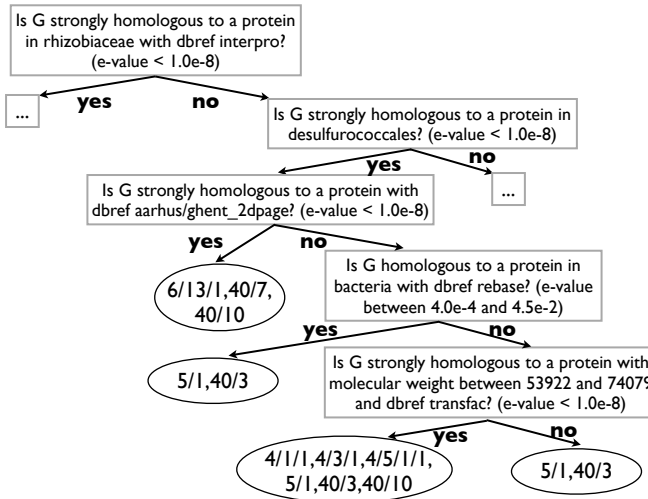 Is G strongly homologous to a protein
in rhizobiaceae with dbref interpro?
(e-value < 1.0e-8)
yes
no
...
Is G strongly homologous to a protein in
desulfurococcales? (e-value < 1.0e-8)
yes
no
...
Is G strongly homologous to a protein with
dbref aarhus/ghent_2dpage? (e-value < 1.0e-8)
yes
no
6/13/1,40/7,
40/10
Is G homologous to a protein in
bacteria with dbref rebase? (e-value
between 4.0e-4 and 4.5e-2)
yes
no
5/1,40/3
Is G strongly homologous to a protein with
molecular weight between 53922 and 74079
and dbref transfac? (e-value < 1.0e-8)
yes
no
4/1/1,4/3/1,4/5/1/1,
5/1,40/3,40/10
5/1,40/3